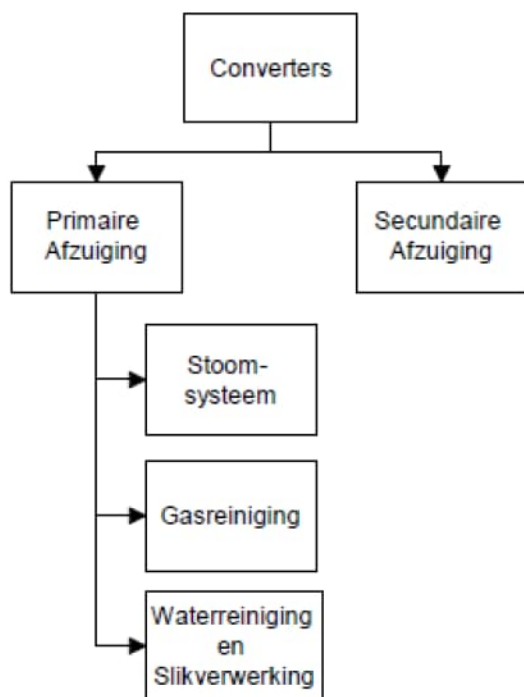 Converters
Primaire
Afzuiging
Secundaire
Afzuiging
Stoom-
systeem
Gasreiniging
Waterreiniging
en
Slikverwerking